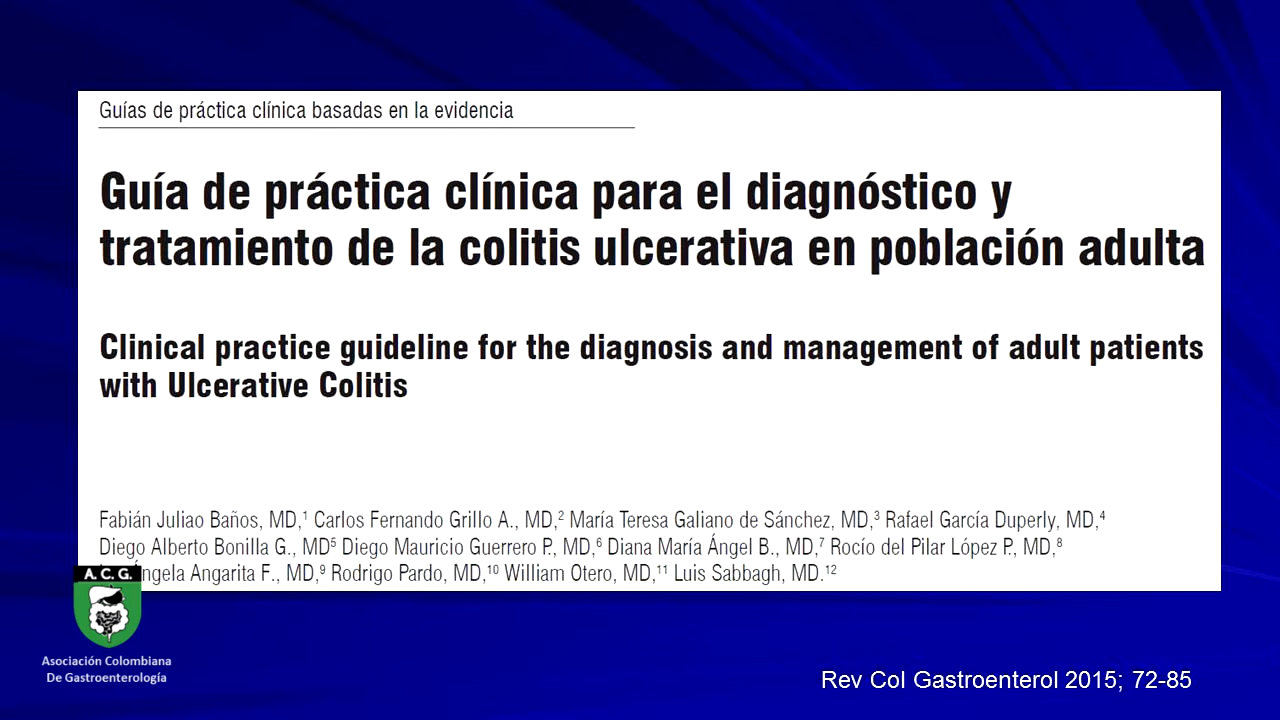 Guías de práctica clínica basadas en la evidencia
Guía de práctica clínica para el diagnóstico y
tratamiento de la colitis ulcerativa en población adulta
Clinical practice guideline for the diagnosis and management of adult patients
with Ulcerative Colitis
Fabián Juliao Baños, MD,¹ Carlos Fernando Grillo A., MD,² María Teresa Galiano de Sánchez, MD,³ Rafael García Duperly, MD,⁴
Diego Alberto Bonilla G., MD⁵ Diego Mauricio Guerrero P., MD,⁶ Diana María Ángel B., MD,⁷ Rocío del Pilar López P., MD,⁸
Ángela Angarita F., MD,⁹ Rodrigo Pardo, MD,¹⁰ William Otero, MD,¹¹ Luis Sabbagh, MD.¹²
A.C.G.
Asociación Colombiana
De Gastroenterología
Rev Col Gastroenterol 2015; 72-85